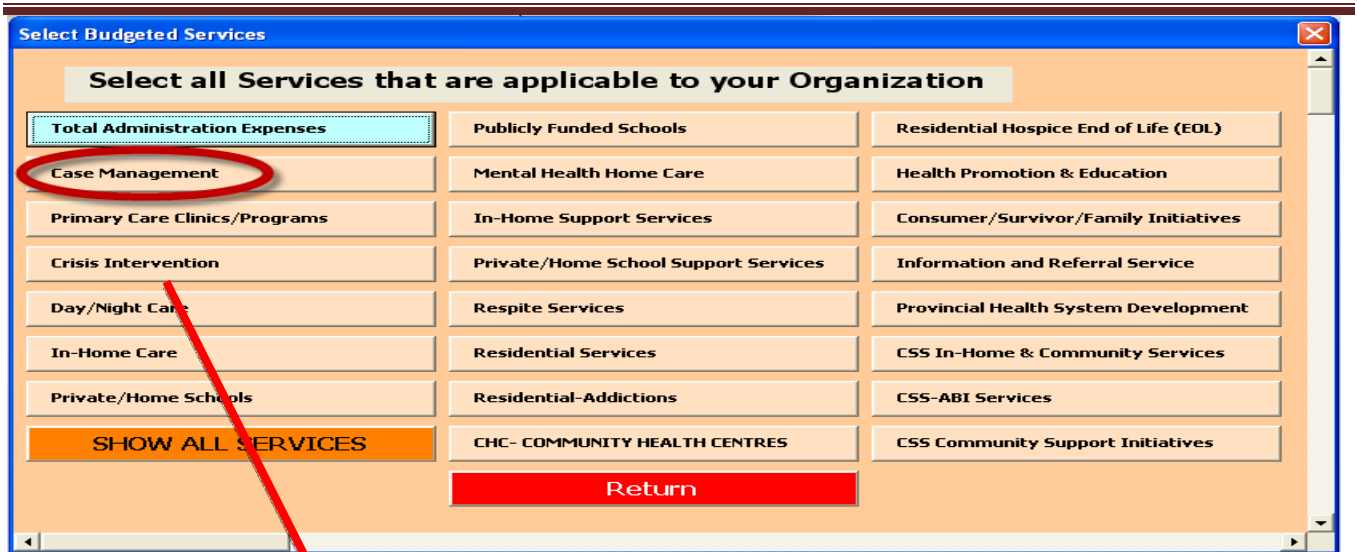 Select Budgeted Services
Select all Services that are applicable to your Organization
Total Administration Expenses
Publicly Funded Schools
Residential Hospice End of Life (EOL)
Case Management
Mental Health Home Care
Health Promotion & Education
Primary Care Clinics/Programs
In-Home Support Services
Consumer/Survivor/Family Initiatives
Crisis Intervention
Private/Home School Support Services
Information and Referral Service
Day/Night Care
Respite Services
Provincial Health System Development
In-Home Care
Residential Services
CSS In-Home & Community Services
Private/Home Schools
Residential-Addictions
CSS-ABI Services
SHOW ALL SERVICES
CHC- COMMUNITY HEALTH CENTRES
CSS Community Support Initiatives
Return